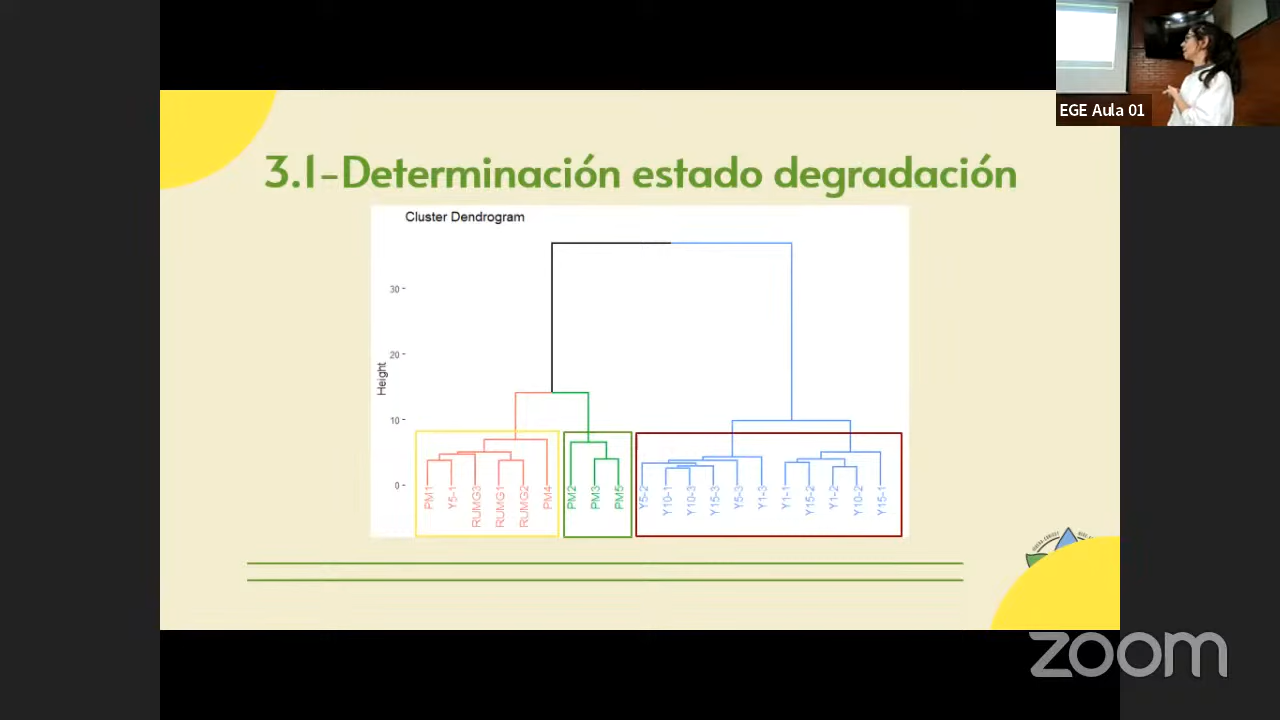 EGE Aula 01
3.1-Determinación estado degradación
Cluster Dendrogram
Height
30
20
10
0
PM1
Y5-1
RUMG3
RUMG1
RUMG2
PM4
PM2
PM3
PM5
Y5-2
Y10-1
Y10-3
Y15-3
Y5-3
Y1-3
Y1-1
Y15-2
Y1-2
Y10-2
Y15-1
zoom